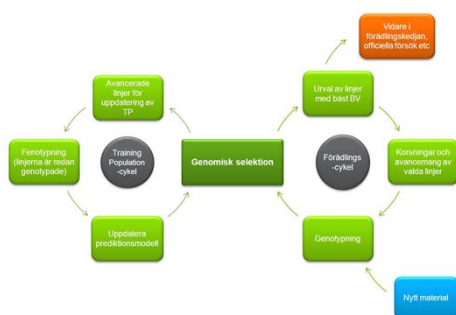 Vidare i
förädlingskedjan,
officiella försök etc
Avancerade
linjer för
uppdatering av
TP
Urval av linjer
med bäst BV
Fenotypning
(linjerna är redan
genotypade)
Training
Population
-cykel
Genomisk selektion
Förädlings
-cykel
Korsningar och
avancemang av
valda linjer
Uppdatera
prediktionsmodell
Genotypning
Nytt material